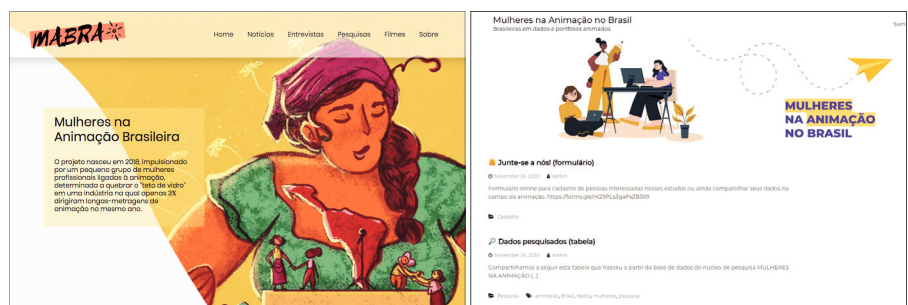 MABRA
Home Notícias Entrevistas Pesquisas Filmes Sobre
Mulheres na
Animação Brasileira
O projeto nasceu em 2018, impulsionado
por um pequeno grupo de mulheres
profissionais ligadas à animação,
determinada a quebrar o "teto de vidro"
em uma indústria na qual apenas 3%
dirigiram longas-metragens de
animação no mesmo ano.
Mulheres na Animação no Brasil
Brasileiras em dados e portfólios animados
Sam
MULHERES
NA ANIMAÇÃO
NO BRASIL
Junte-se a nós! (formulário)
November 26, 2020 admin
Formulário online para cadastro de pessoas interessadas nesses estudos ou ainda compartilhar seus dados na
campo da animação.
Cadastro
Dados pesquisados (tabela)
November 26, 2020 admin
Compartilhamos a seguir esta tabela que nasceu a partir da base de dados do núcleo de pesquisa MULHERES
NA ANIMAÇÃO [...]
Pesquisa animação, Brasil, dados, mulheres, pesquisa